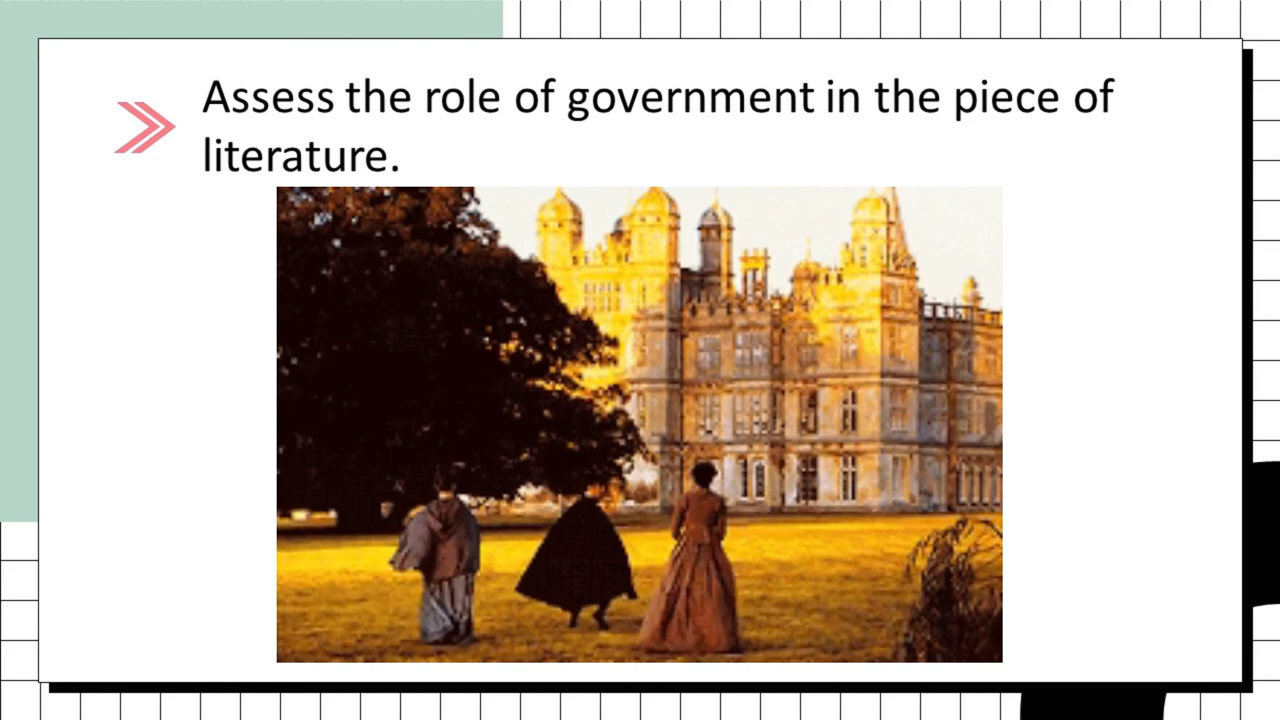 Assess the role of government in the piece of
literature.